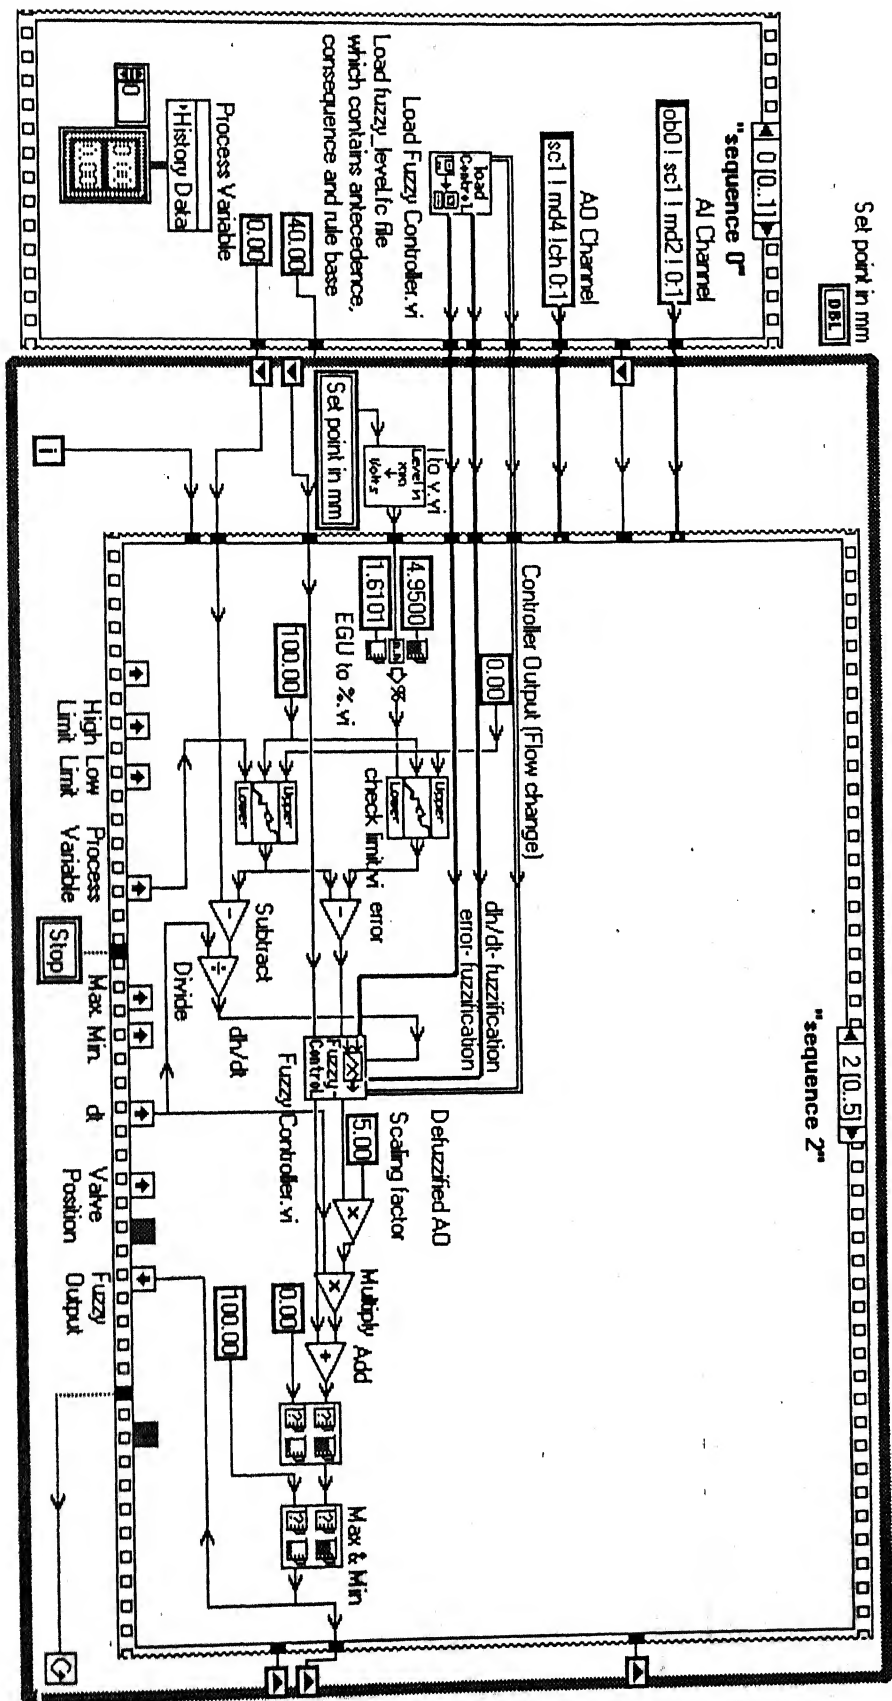 Set point in mm
DBL
0 [0..1]
"sequence 0"
AI Channel
ob0 ! sc1 ! md2 ! 0:1
AO Channel
sc1 ! md4 !ch 0:1
load
Control
Load Fuzzy Controller.vi
Load fuzzy_level.fc file
which contains antecedence,
consequence and rule base
40.00
0.00
Process Variable
History Data
0
2 [0..5]
"sequence 2"
l to v.vi
Level in
mm
Volts
Set point in mm
i
Controller Output (Flow change)
dh/dt- fuzzification
error- fuzzification
0.00
4.9500
1.6101
%
EGU to %.vi
100.00
Upper
Lower
check limit.vi
Upper
Lower
error
Subtract
Divide
dh/dt
Fuzzy-
Control
Fuzzy Controller.vi
Defuzzified AO
Scaling factor
5.00
Multiply
Add
0.00
100.00
Max & Min
High
Limit
Low
Limit
Process
Variable
Stop
Max
Min.
dt
Valve
Position
Fuzzy
Output